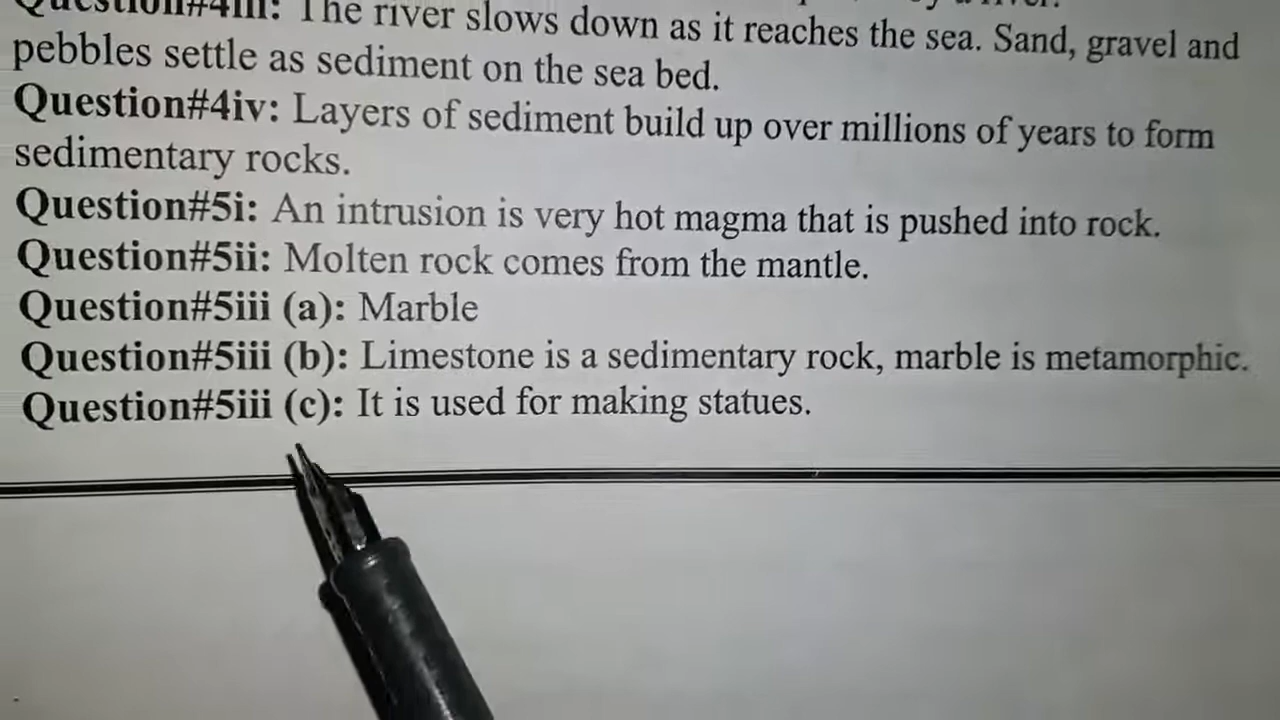 Question#4iii: The river slows down as it reaches the sea. Sand, gravel and
pebbles settle as sediment on the sea bed.
Question#4iv: Layers of sediment build up over millions of years to form
sedimentary rocks.
Question#5i: An intrusion is very hot magma that is pushed into rock.
Question#5ii: Molten rock comes from the mantle.
Question#5iii (a): Marble
Question#5iii (b): Limestone is a sedimentary rock, marble is metamorphic.
Question#5iii (c): It is used for making statues.